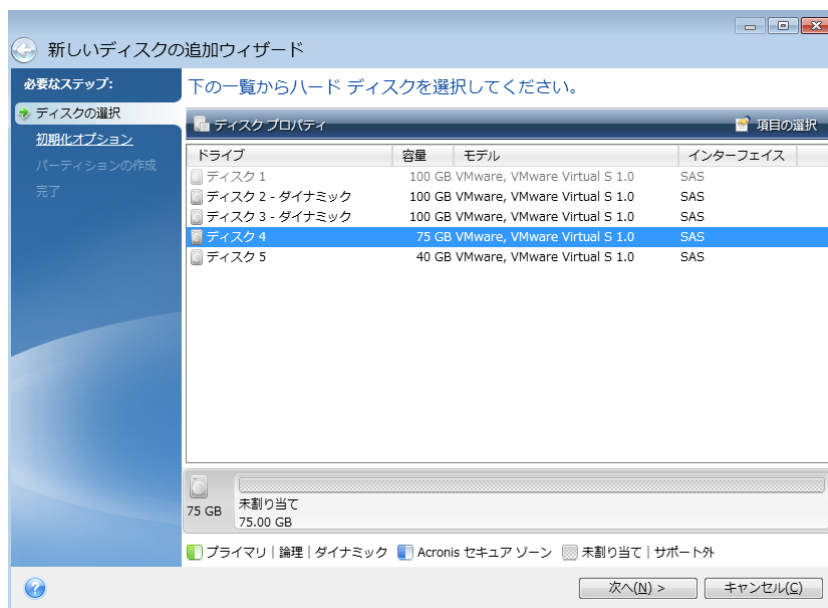 新しいディスクの追加ウィザード
必要なステップ:
ディスクの選択
初期化オプション
パーティションの作成
完了
下の一覧からハード ディスクを選択してください。
ディスク プロパティ 項目の選択
ドライブ 容量 モデル インターフェイス
ディスク 1 100 GB VMware, VMware Virtual S 1.0 SAS
ディスク 2 - ダイナミック 100 GB VMware, VMware Virtual S 1.0 SAS
ディスク 3 - ダイナミック 100 GB VMware, VMware Virtual S 1.0 SAS
ディスク 4 75 GB VMware, VMware Virtual S 1.0 SAS
ディスク 5 40 GB VMware, VMware Virtual S 1.0 SAS
75 GB
未割り当て
75.00 GB
プライマリ | 論理 | ダイナミック Acronis セキュア ゾーン 未割り当て | サポート外
次へ(N) > キャンセル(C)